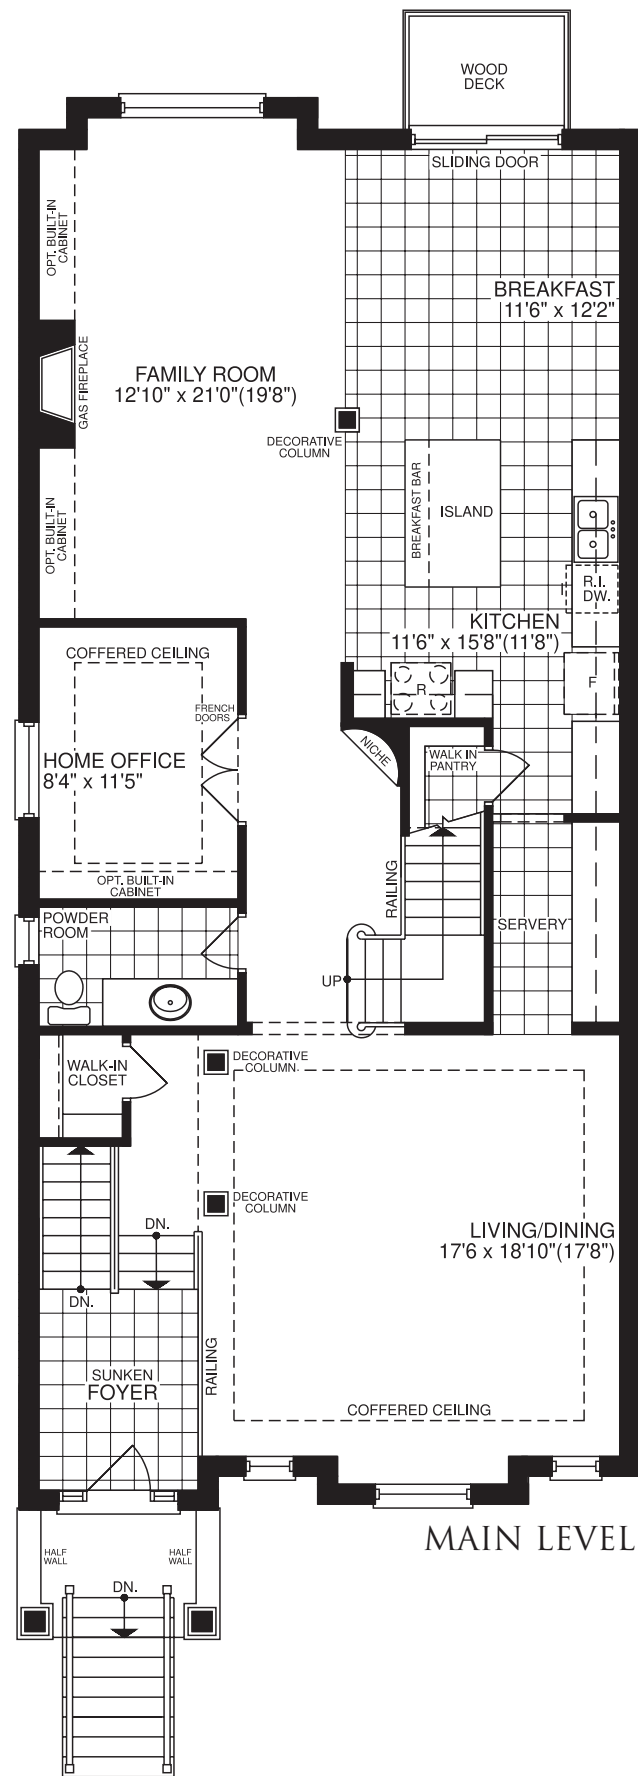 WOOD
DECK
SLIDING DOOR
OPT. BUILT-IN
CABINET
BREAKFAST
11'6" x 12'2"
GAS FIREPLACE
FAMILY ROOM
12'10" x 21'0"(19'8")
DECORATIVE
COLUMN
OPT. BUILT-IN
CABINET
BREAKFAST BAR
ISLAND
R.I.
DW.
KITCHEN
11'6" x 15'8"(11'8")
COFFERED CEILING
R
F
FRENCH
DOORS
HOME OFFICE
8'4" x 11'5"
NICHE
WALK IN
PANTRY
OPT. BUILT-IN
CABINET
RAILING
POWDER
ROOM
SERVERY
UP
WALK-IN
CLOSET
DECORATIVE
COLUMN
DECORATIVE
COLUMN
DN.
LIVING/DINING
17'6 x 18'10"(17'8")
DN.
RAILING
SUNKEN
FOYER
COFFERED CEILING
MAIN LEVEL
HALF
WALL
HALF
WALL
DN.